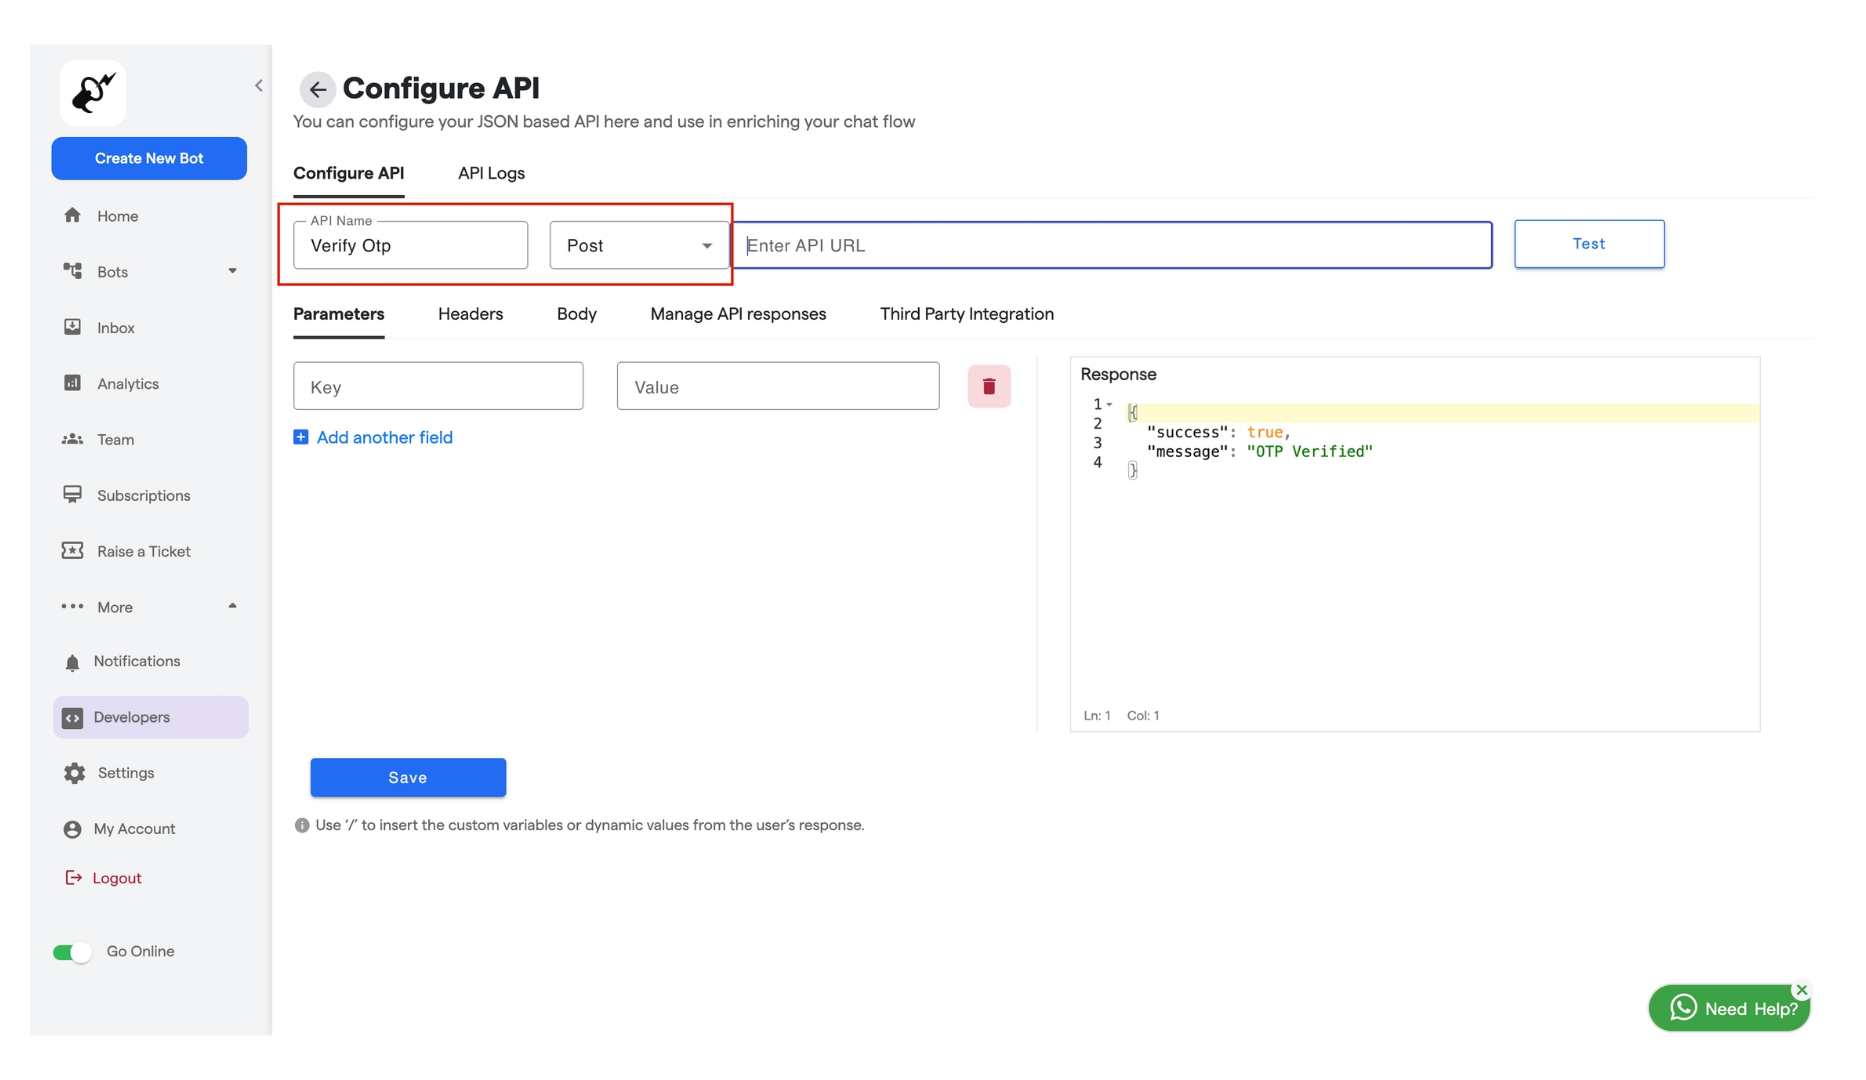 Configure API
You can configure your JSON based API here and use in enriching your chat flow
Create New Bot
Home
Bots
Inbox
Analytics
Team
Subscriptions
Raise a Ticket
More
Notifications
Developers
Settings
My Account
Logout
Go Online
Configure API API Logs
API Name
Verify Otp Post Enter API URL Test
Parameters Headers Body Manage API responses Third Party Integration
Key Value
Add another field
Response
1 {
2 "success": true,
3 "message": "OTP Verified"
4 }
Ln: 1 Col: 1
Save
Use ‘/’ to insert the custom variables or dynamic values from the user’s response.
Need Help?